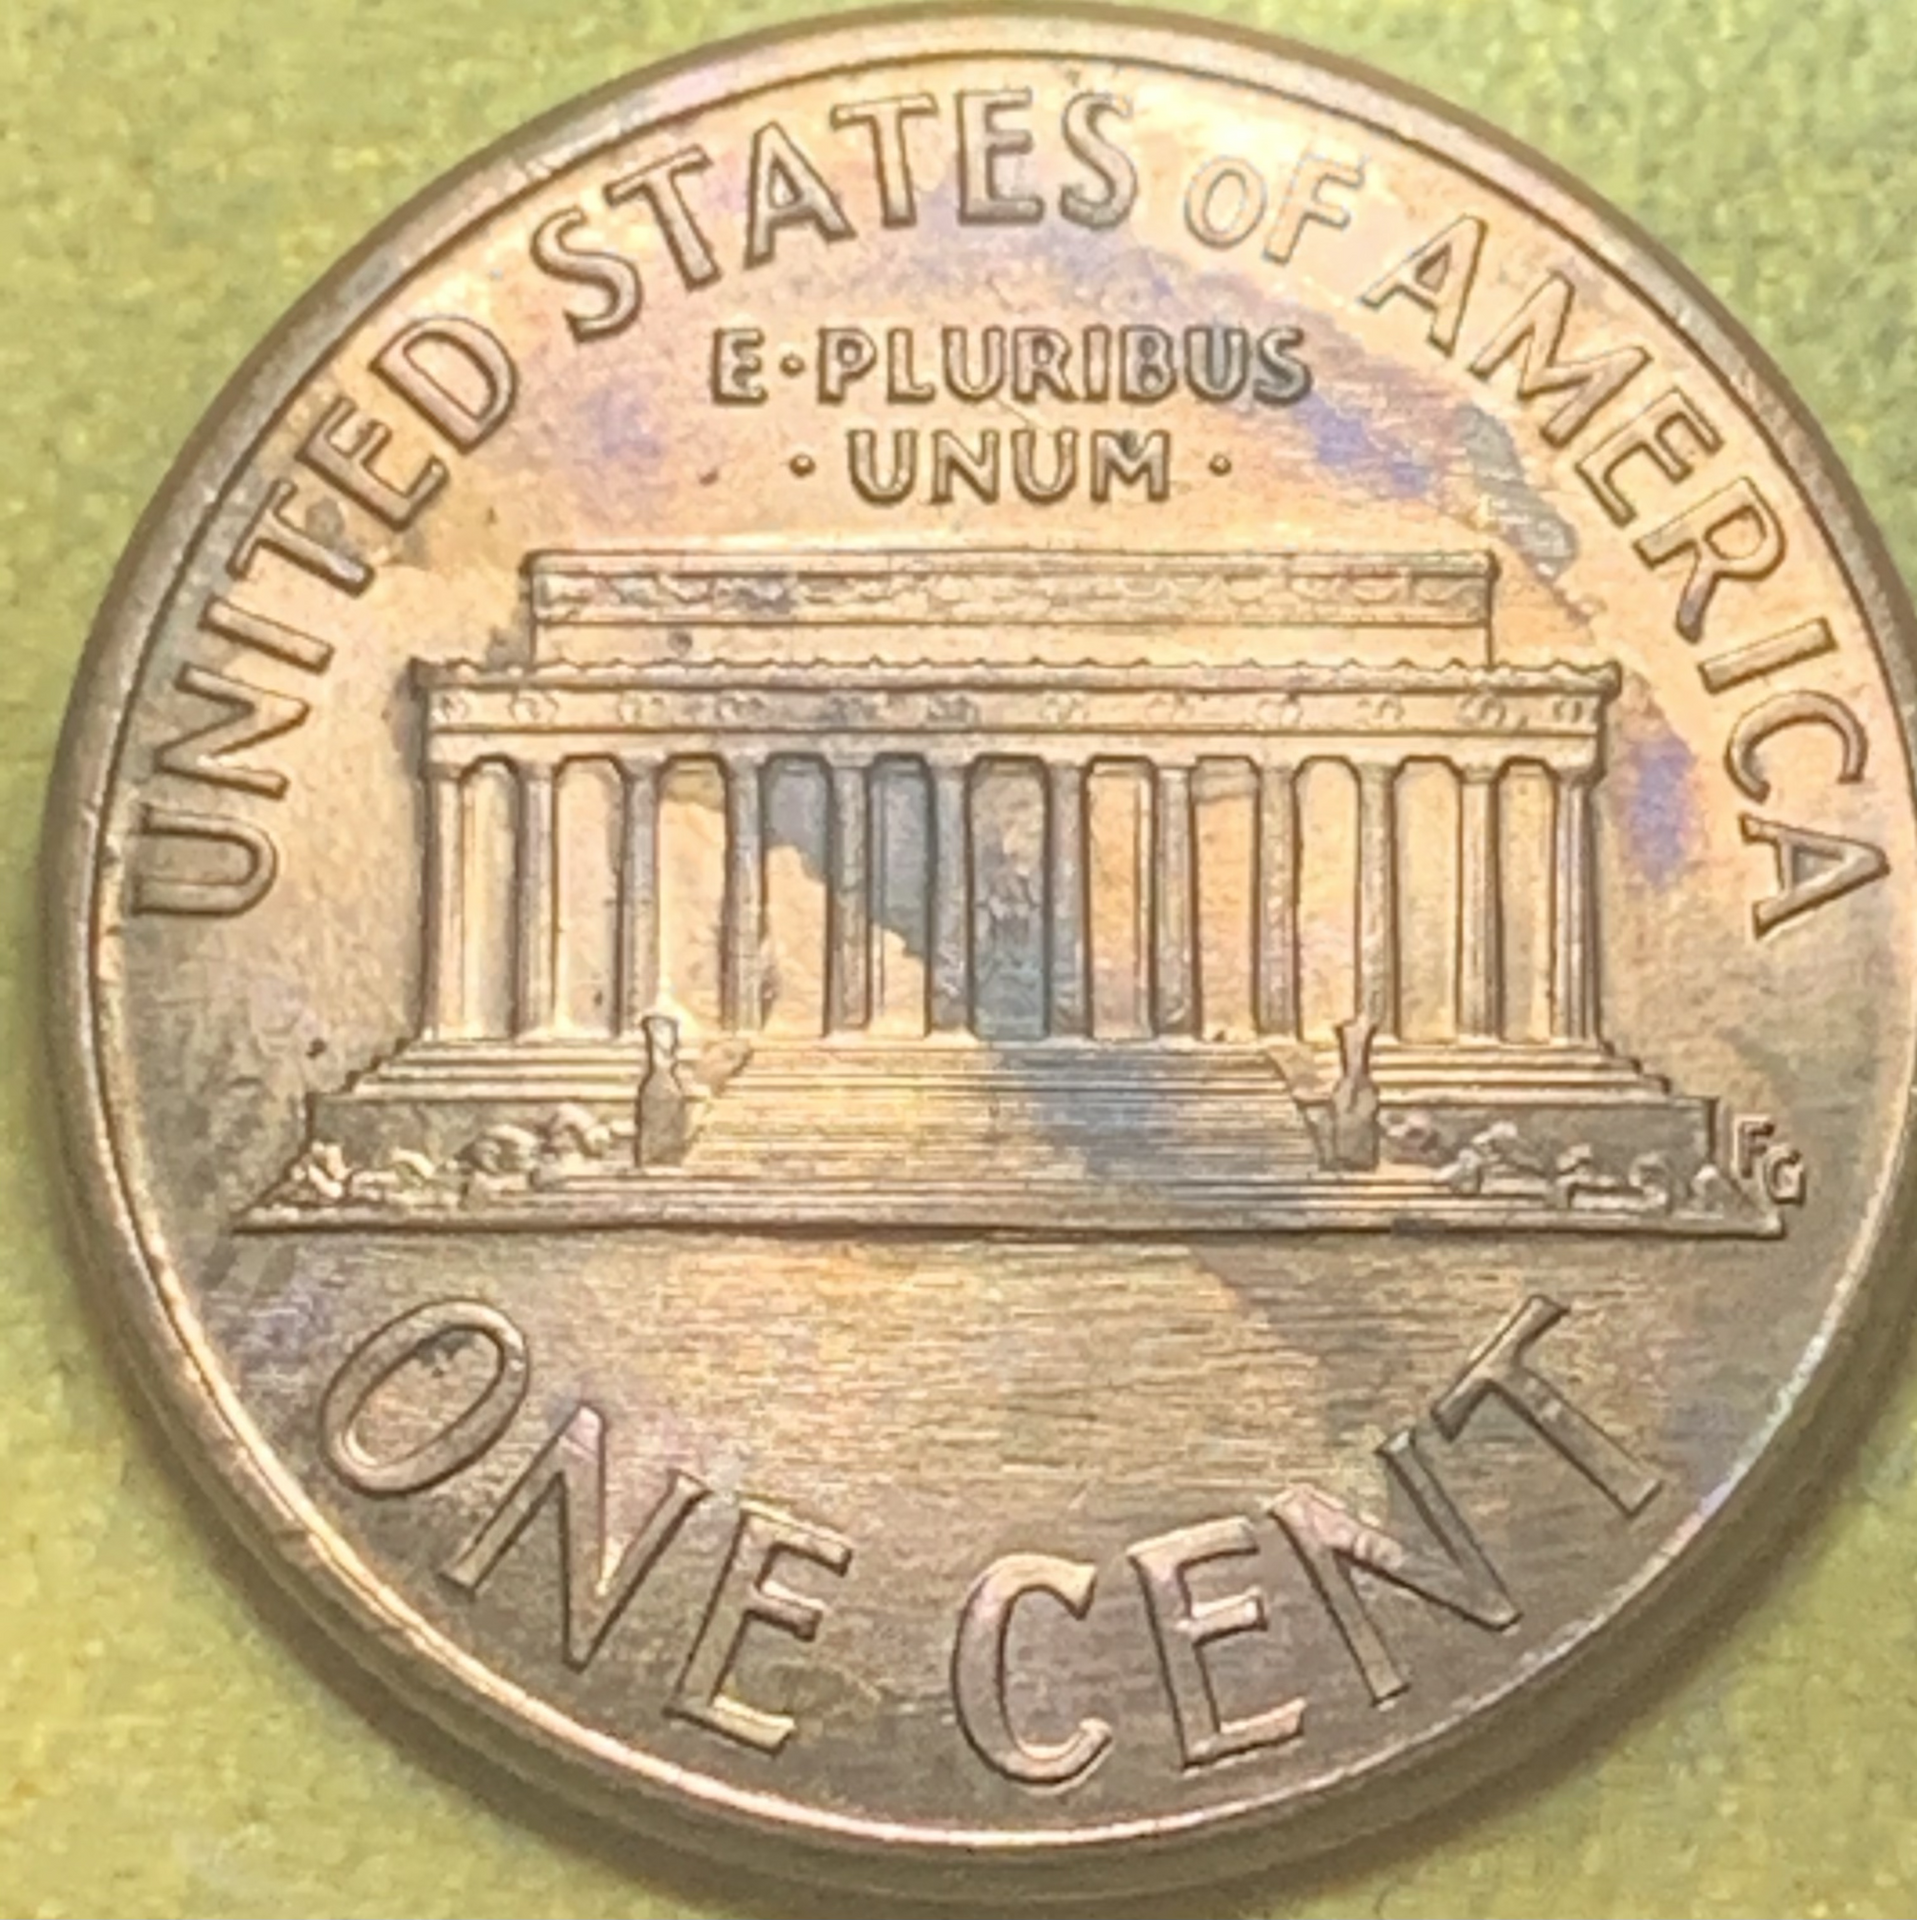 UNITED STATES OF AMERICA
E·PLURIBUS
·UNUM·
FG
ONE CENT